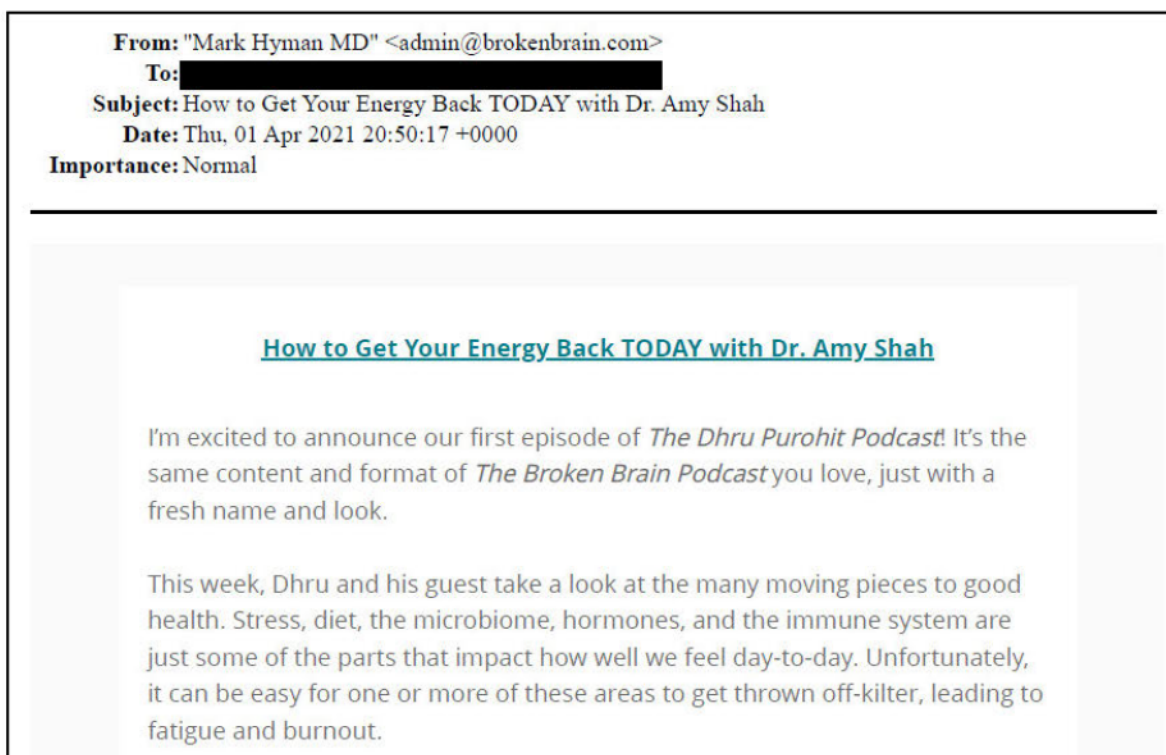 From: "Mark Hyman MD" <admin@brokenbrain.com>
To:
Subject: How to Get Your Energy Back TODAY with Dr. Amy Shah
Date: Thu, 01 Apr 2021 20:50:17 +0000
Importance: Normal
How to Get Your Energy Back TODAY with Dr. Amy Shah
I'm excited to announce our first episode of The Dhru Purohit Podcast! It's the
same content and format of The Broken Brain Podcast you love, just with a
fresh name and look.
This week, Dhru and his guest take a look at the many moving pieces to good
health. Stress, diet, the microbiome, hormones, and the immune system are
just some of the parts that impact how well we feel day-to-day. Unfortunately,
it can be easy for one or more of these areas to get thrown off-kilter, leading to
fatigue and burnout.